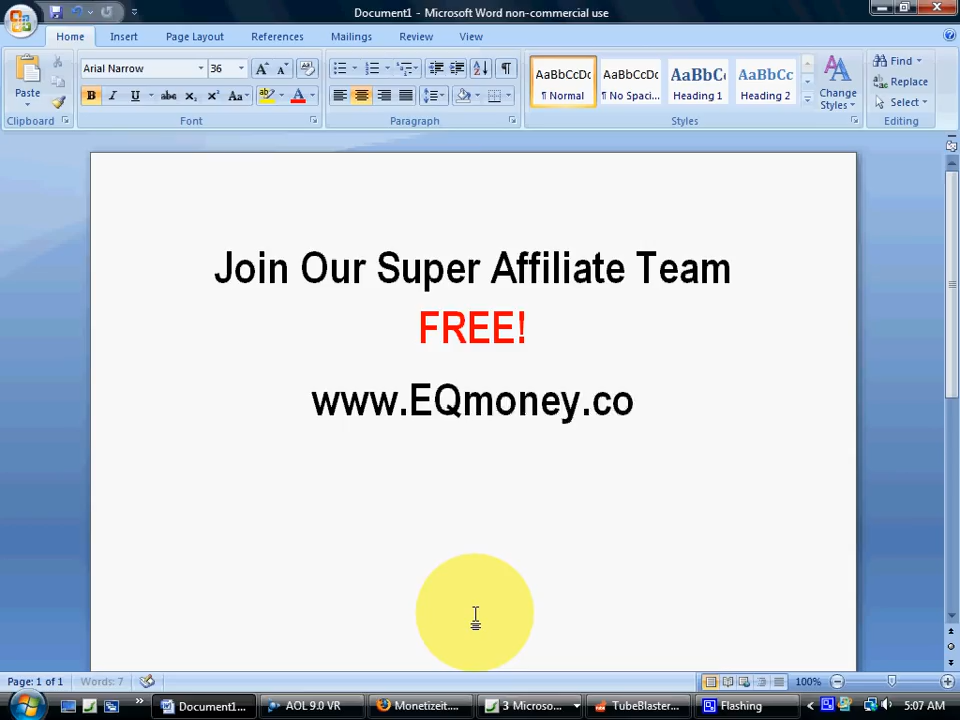 Document1 - Microsoft Word non-commercial use
Home Insert Page Layout References Mailings Review View
Paste
Clipboard
Arial Narrow 36
Font
Paragraph
AaBbCcDc AaBbCcDc AaBbC AaBbCc
¶ Normal ¶ No Spaci... Heading 1 Heading 2
Change Styles
Styles
Find
Replace
Select
Editing
Join Our Super Affiliate Team
FREE!
www.EQmoney.co
Page: 1 of 1 Words: 7 100%
Document1... AOL 9.0 VR Monetizeit.... 3 Microso... TubeBlaster... Flashing 5:07 AM